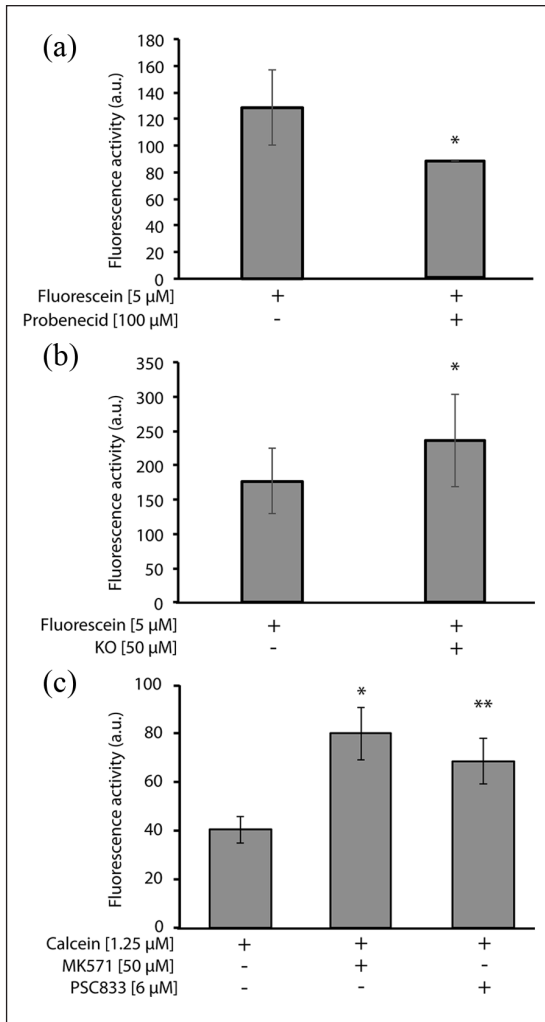 (a)
Fluorescence activity (a.u.)
180
160
140
120
100
80
60
40
20
0
*
Fluorescein [5 µM] + +
Probenecid [100 µM] - +
(b)
Fluorescence activity (a.u.)
350
300
250
200
150
100
50
0
*
Fluorescein [5 µM] + +
KO [50 µM] - +
(c)
Fluorescence activity (a.u.)
100
80
60
40
20
0
*
**
Calcein [1.25 µM] + + +
MK571 [50 µM] - + -
PSC833 [6 µM] - - +